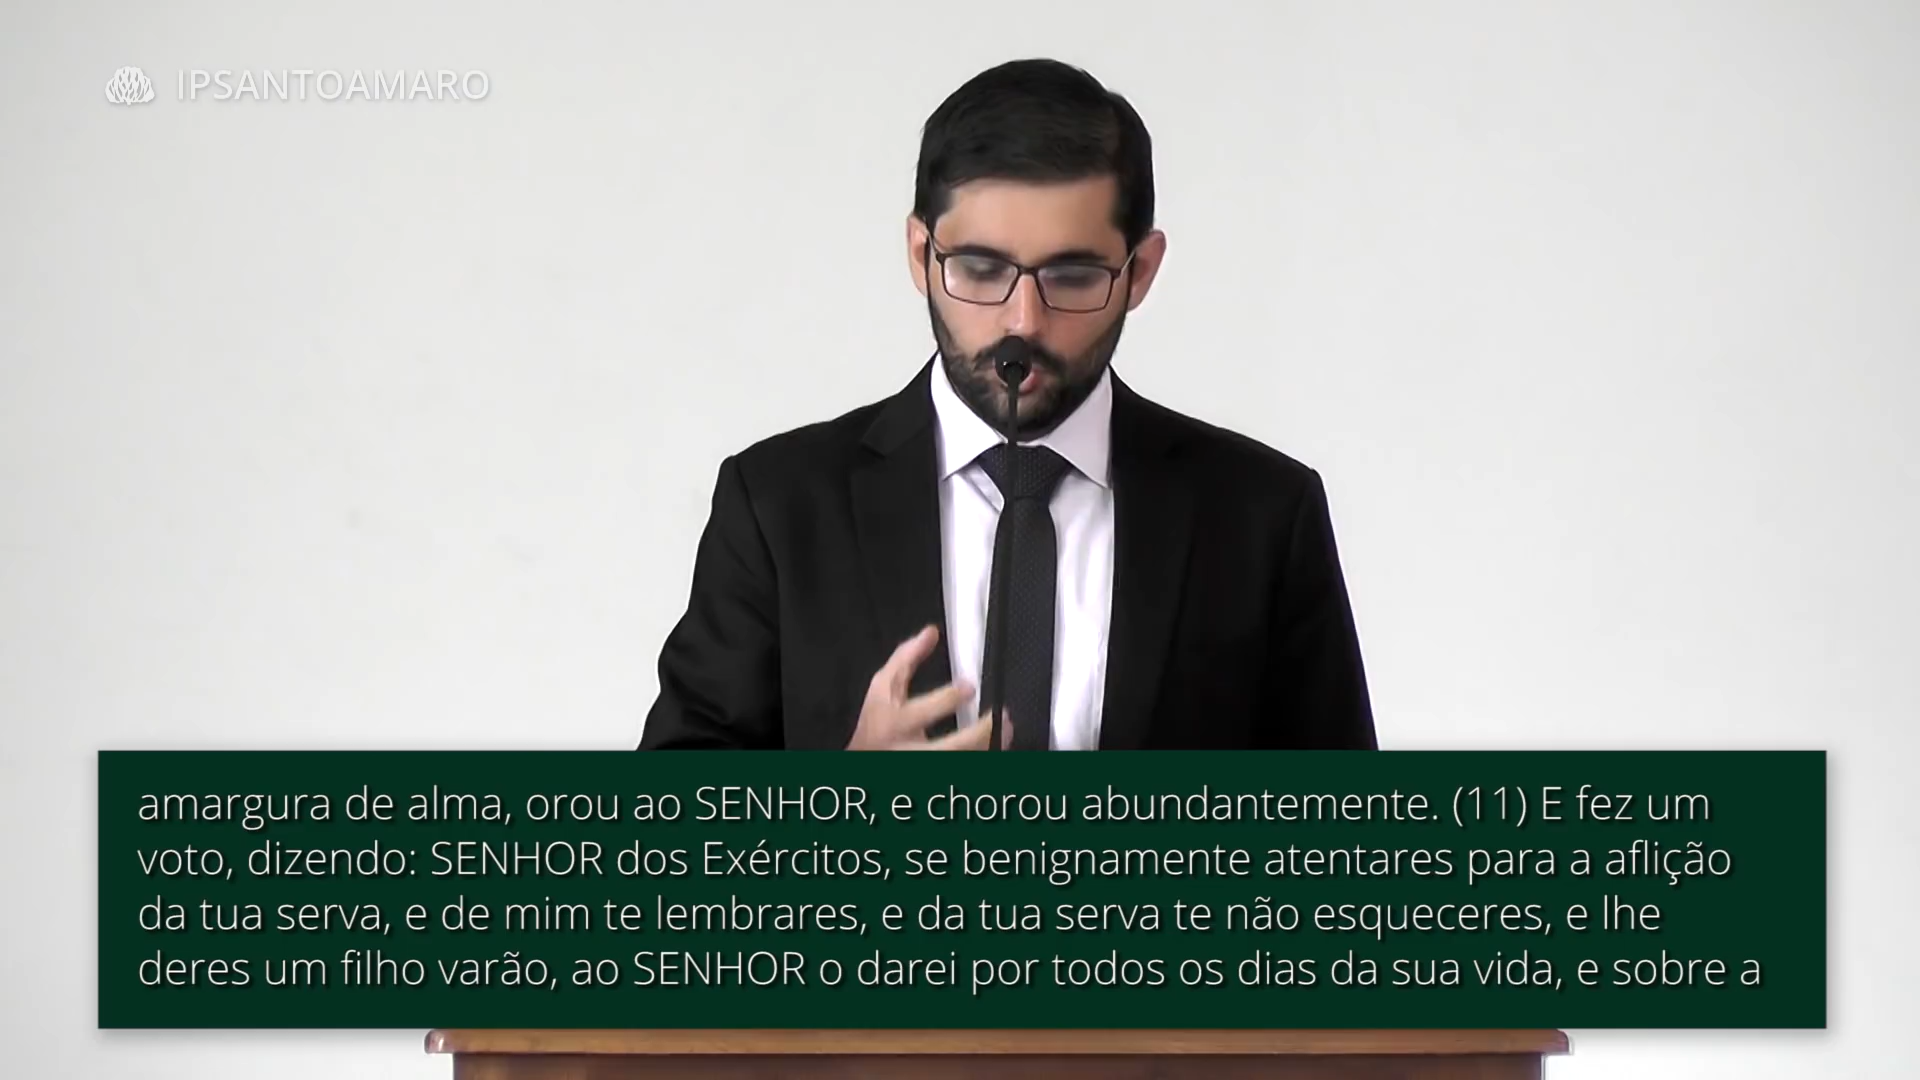 IPSANTOAMARO
amargura de alma, orou ao SENHOR, e chorou abundantemente. (11) E fez um
voto, dizendo: SENHOR dos Exércitos, se benignamente atentares para a aflição
da tua serva, e de mim te lembrares, e da tua serva te não esqueceres, e lhe
deres um filho varão, ao SENHOR o darei por todos os dias da sua vida, e sobre a